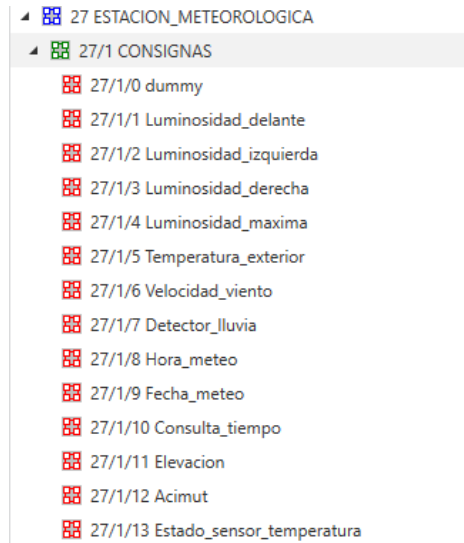 27 ESTACION_METEOROLOGICA
27/1 CONSIGNAS
27/1/0 dummy
27/1/1 Luminosidad_delante
27/1/2 Luminosidad_izquierda
27/1/3 Luminosidad_derecha
27/1/4 Luminosidad_maxima
27/1/5 Temperatura_exterior
27/1/6 Velocidad_viento
27/1/7 Detector_lluvia
27/1/8 Hora_meteo
27/1/9 Fecha_meteo
27/1/10 Consulta_tiempo
27/1/11 Elevacion
27/1/12 Acimut
27/1/13 Estado_sensor_temperatura